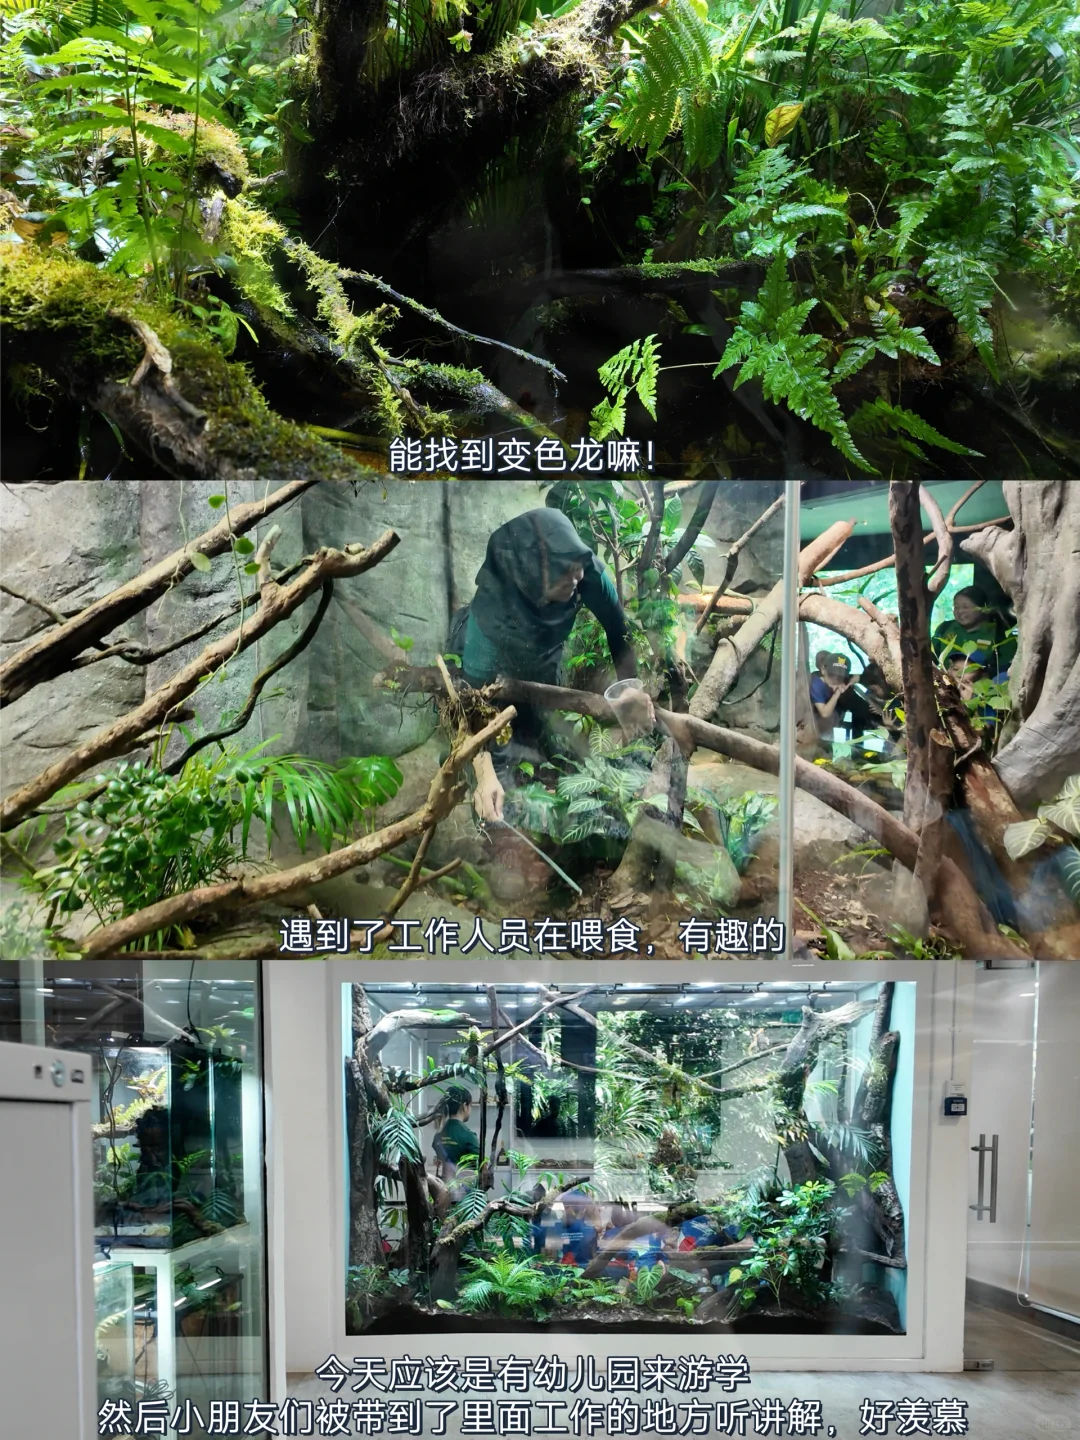 能找到变色龙嘛！
遇到了工作人员在喂食，有趣的
今天应该是有幼儿园来游学
然后小朋友们被带到了里面工作的地方听讲解，好羡慕